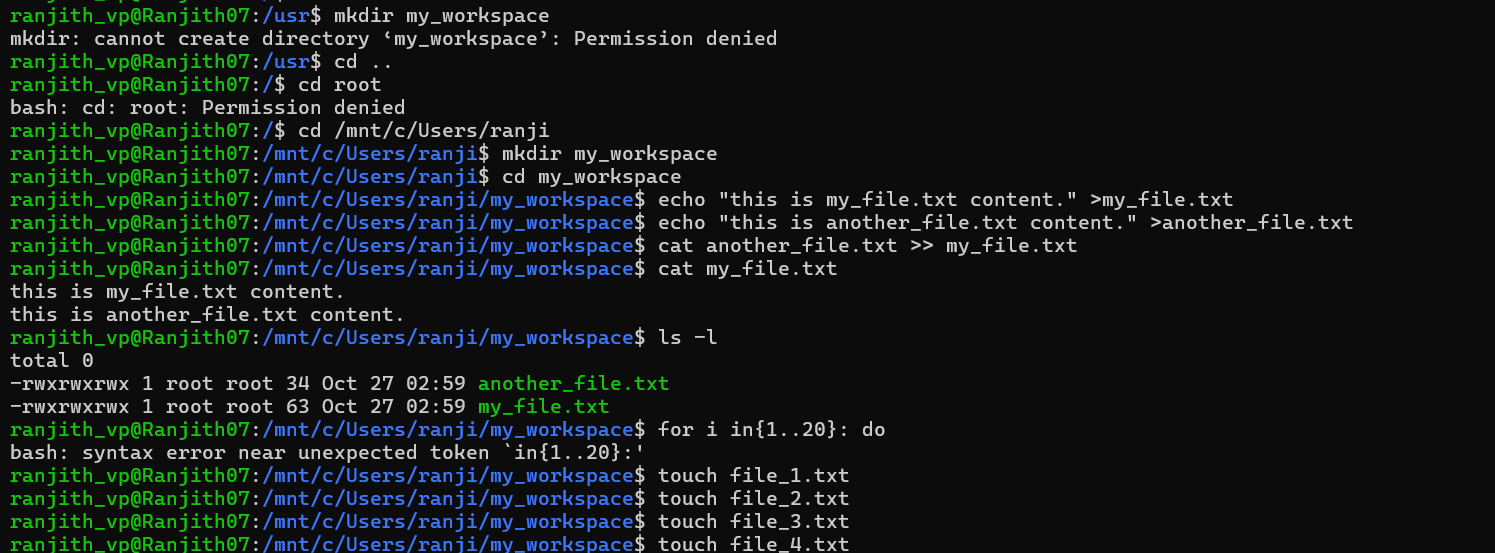 ranjith_vp@Ranjith07:/usr$ mkdir my_workspace
mkdir: cannot create directory ‘my_workspace’: Permission denied
ranjith_vp@Ranjith07:/usr$ cd ..
ranjith_vp@Ranjith07:/$ cd root
bash: cd: root: Permission denied
ranjith_vp@Ranjith07:/$ cd /mnt/c/Users/ranji
ranjith_vp@Ranjith07:/mnt/c/Users/ranji$ mkdir my_workspace
ranjith_vp@Ranjith07:/mnt/c/Users/ranji$ cd my_workspace
ranjith_vp@Ranjith07:/mnt/c/Users/ranji/my_workspace$ echo "this is my_file.txt content." >my_file.txt
ranjith_vp@Ranjith07:/mnt/c/Users/ranji/my_workspace$ echo "this is another_file.txt content." >another_file.txt
ranjith_vp@Ranjith07:/mnt/c/Users/ranji/my_workspace$ cat another_file.txt >> my_file.txt
ranjith_vp@Ranjith07:/mnt/c/Users/ranji/my_workspace$ cat my_file.txt
this is my_file.txt content.
this is another_file.txt content.
ranjith_vp@Ranjith07:/mnt/c/Users/ranji/my_workspace$ ls -l
total 0
-rwxrwxrwx 1 root root 34 Oct 27 02:59 another_file.txt
-rwxrwxrwx 1 root root 63 Oct 27 02:59 my_file.txt
ranjith_vp@Ranjith07:/mnt/c/Users/ranji/my_workspace$ for i in{1..20}: do
bash: syntax error near unexpected token `in{1..20}:'
ranjith_vp@Ranjith07:/mnt/c/Users/ranji/my_workspace$ touch file_1.txt
ranjith_vp@Ranjith07:/mnt/c/Users/ranji/my_workspace$ touch file_2.txt
ranjith_vp@Ranjith07:/mnt/c/Users/ranji/my_workspace$ touch file_3.txt
ranjith_vp@Ranjith07:/mnt/c/Users/ranji/my_workspace$ touch file_4.txt